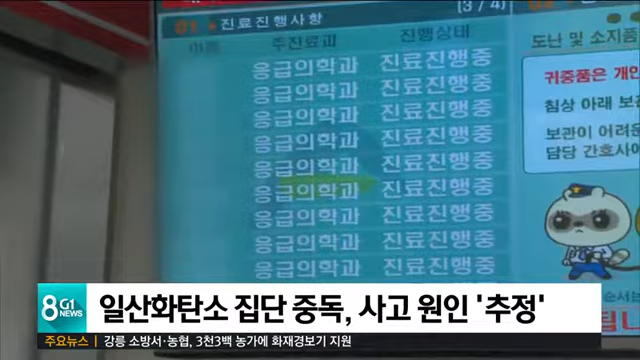 (3/4)
01 진료진행사항
이름 주진료과 진행상태
응급의학과 진료진행중
응급의학과 진료진행중
응급의학과 진료진행중
응급의학과 진료진행중
응급의학과 진료진행중
응급의학과 진료진행중
응급의학과 진료진행중
응급의학과 진료진행중
응급의학과 진료진행중
도난 및 소지품
귀중품은 개인
침상 아래 보관
보관이 어려운
담당 간호사에
순서
8 G1 NEWS
일산화탄소 집단 중독, 사고 원인 '추정'
주요뉴스 강릉 소방서·농협, 3천3백 농가에 화재경보기 지원